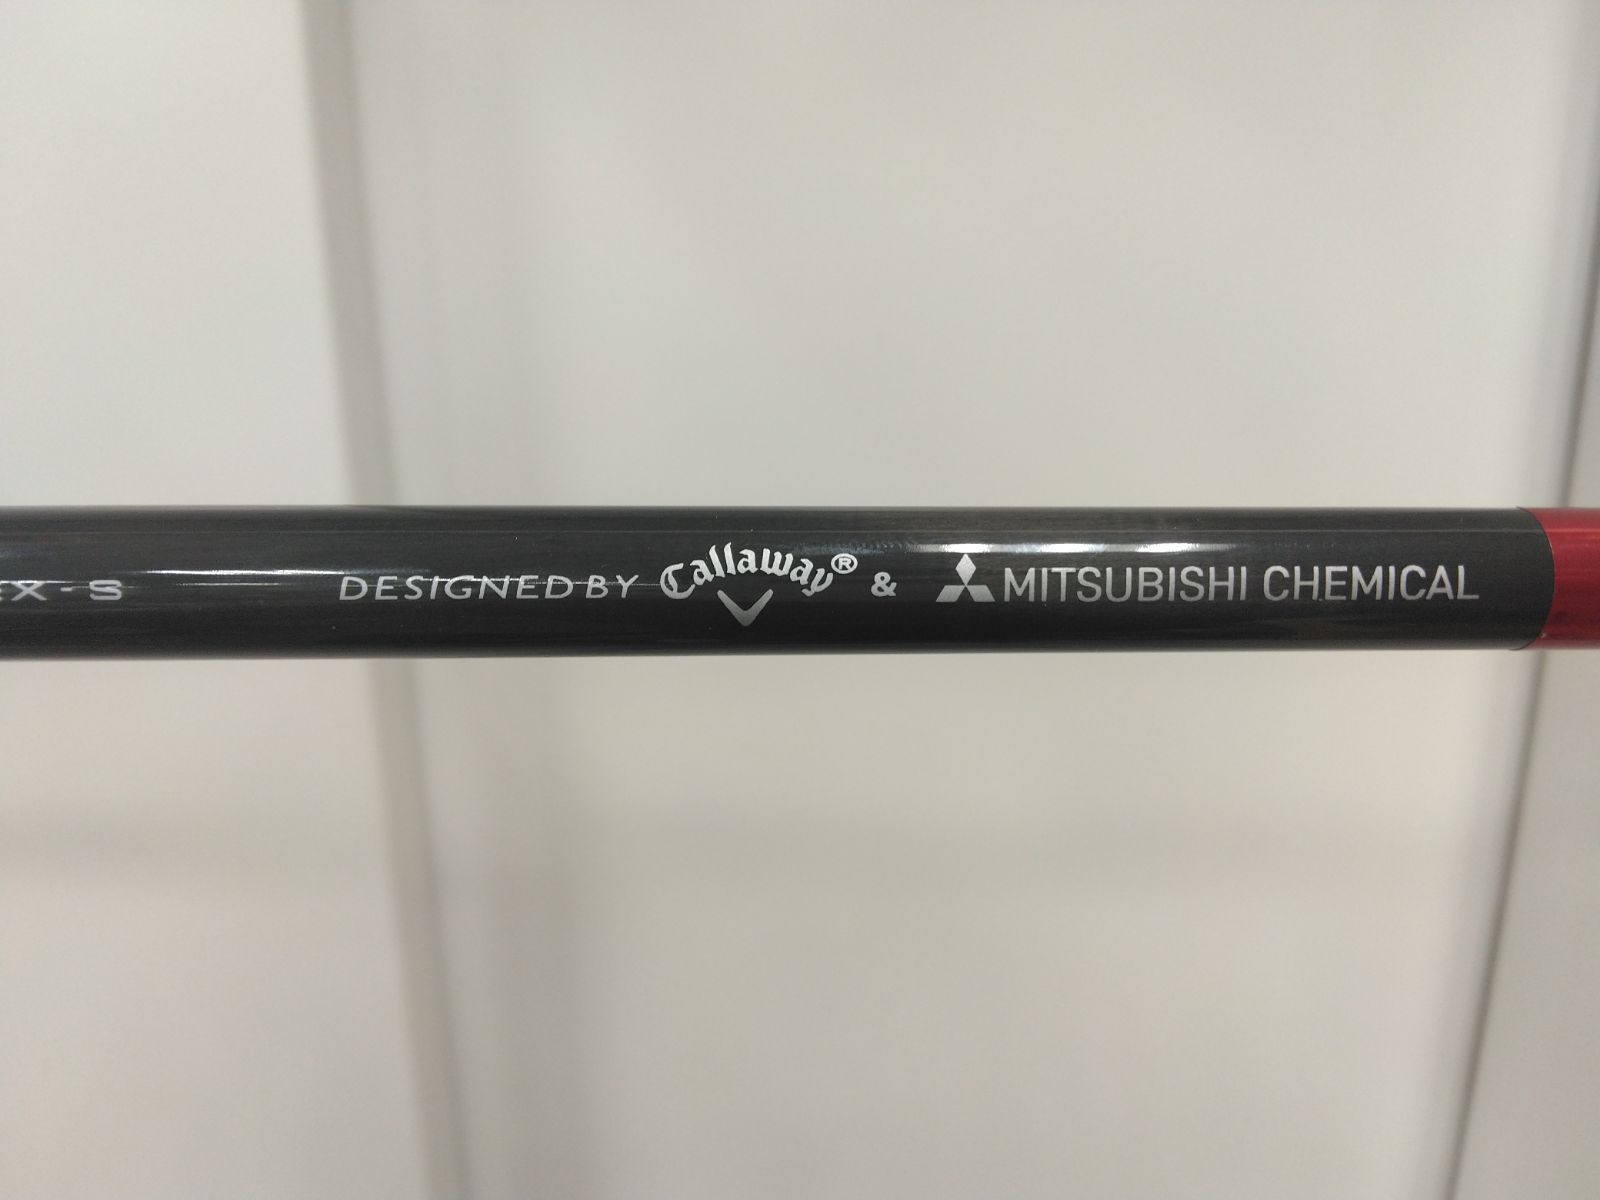 X-S DESIGNED BY Callaway® & MITSUBISHI CHEMICAL